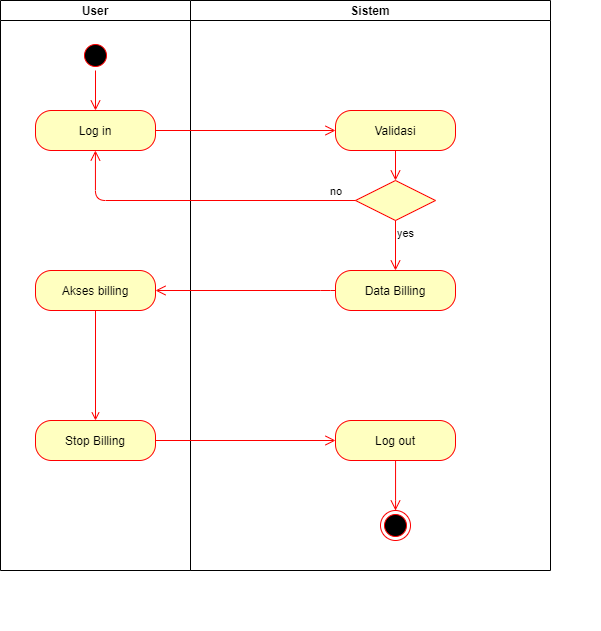 User
Sistem
Log in
Validasi
no
yes
Akses billing
Data Billing
Stop Billing
Log out